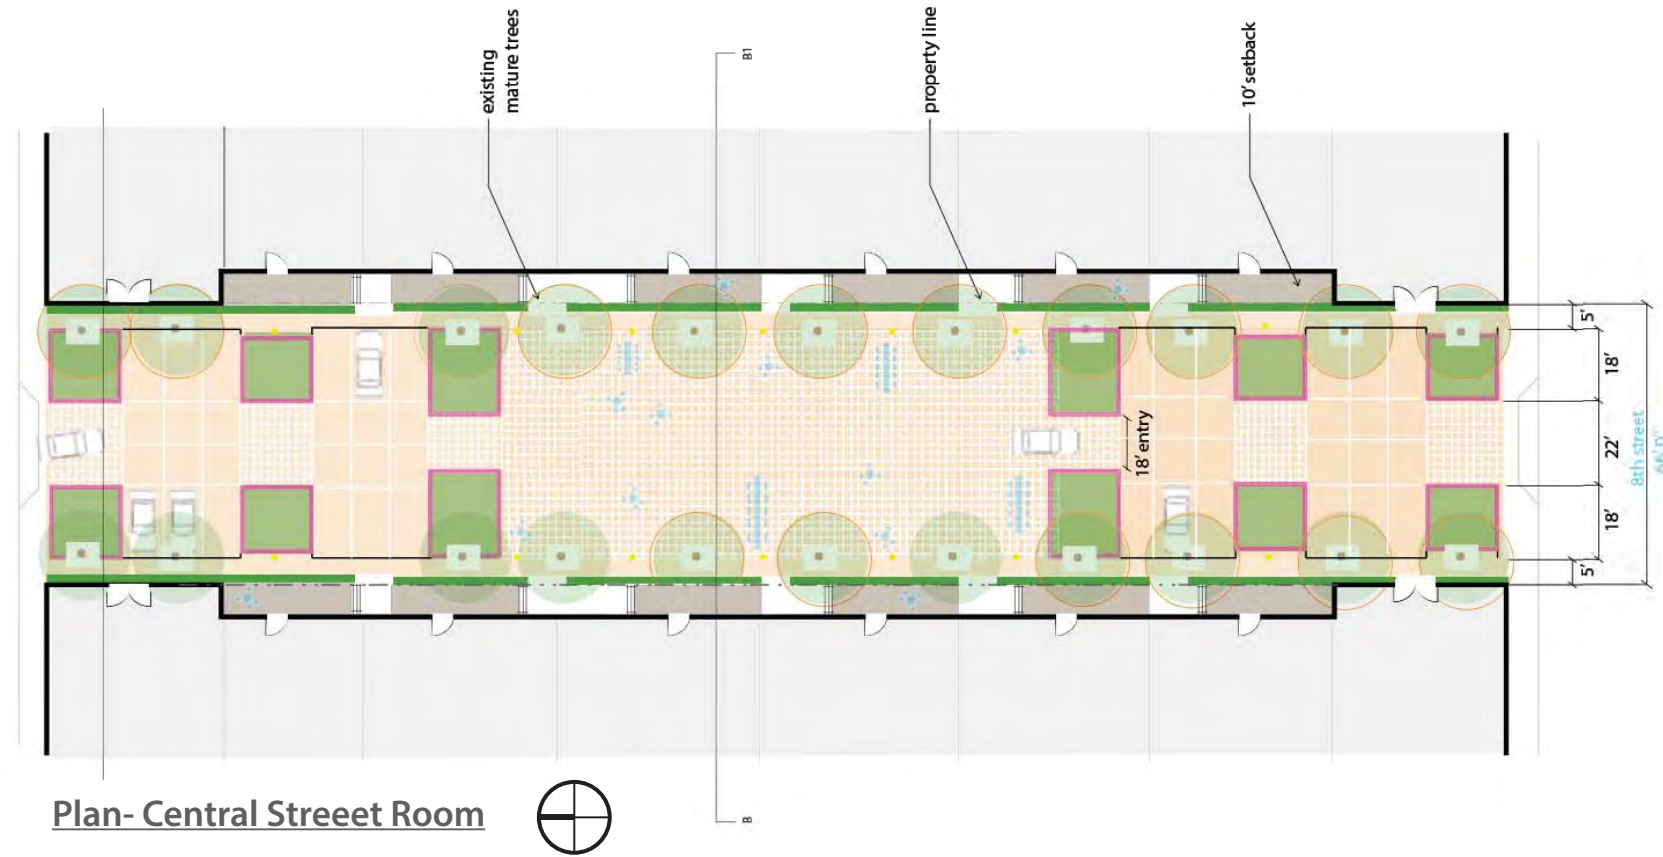 existing
mature trees
B1
property line
10' setback
5'
18'
22'
18'
5'
8th street
18' entry
Plan- Central Streeet Room
B